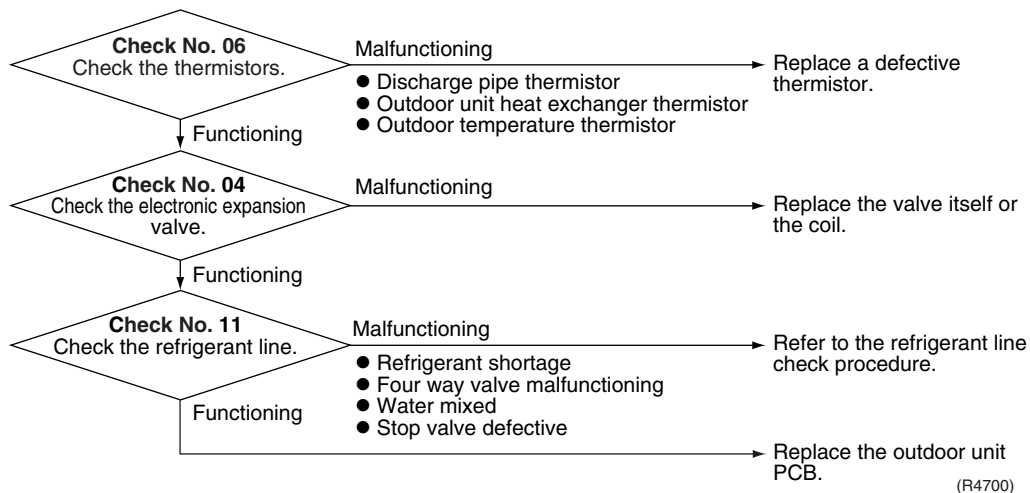 Check No. 06
Check the thermistors.
Malfunctioning
● Discharge pipe thermistor
● Outdoor unit heat exchanger thermistor
● Outdoor temperature thermistor
Replace a defective
thermistor.
Functioning
Check No. 04
Check the electronic expansion
valve.
Malfunctioning
Replace the valve itself or
the coil.
Functioning
Check No. 11
Check the refrigerant line.
Malfunctioning
● Refrigerant shortage
● Four way valve malfunctioning
● Water mixed
● Stop valve defective
Refer to the refrigerant line
check procedure.
Functioning
Replace the outdoor unit
PCB.
(R4700)